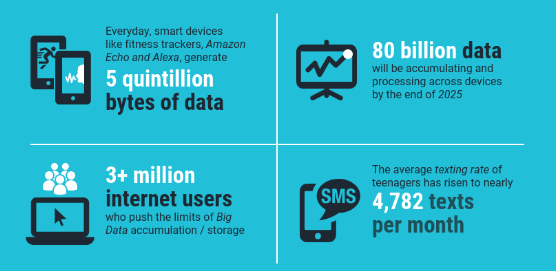 Everyday, smart devices
like fitness trackers, Amazon
Echo and Alexa, generate
5 quintillion
bytes of data
80 billion data
will be accumulating and
processing across devices
by the end of 2025
3+ million
internet users
who push the limits of Big
Data accumulation / storage
SMS
The average texting rate of
teenagers has risen to nearly
4,782 texts
per month